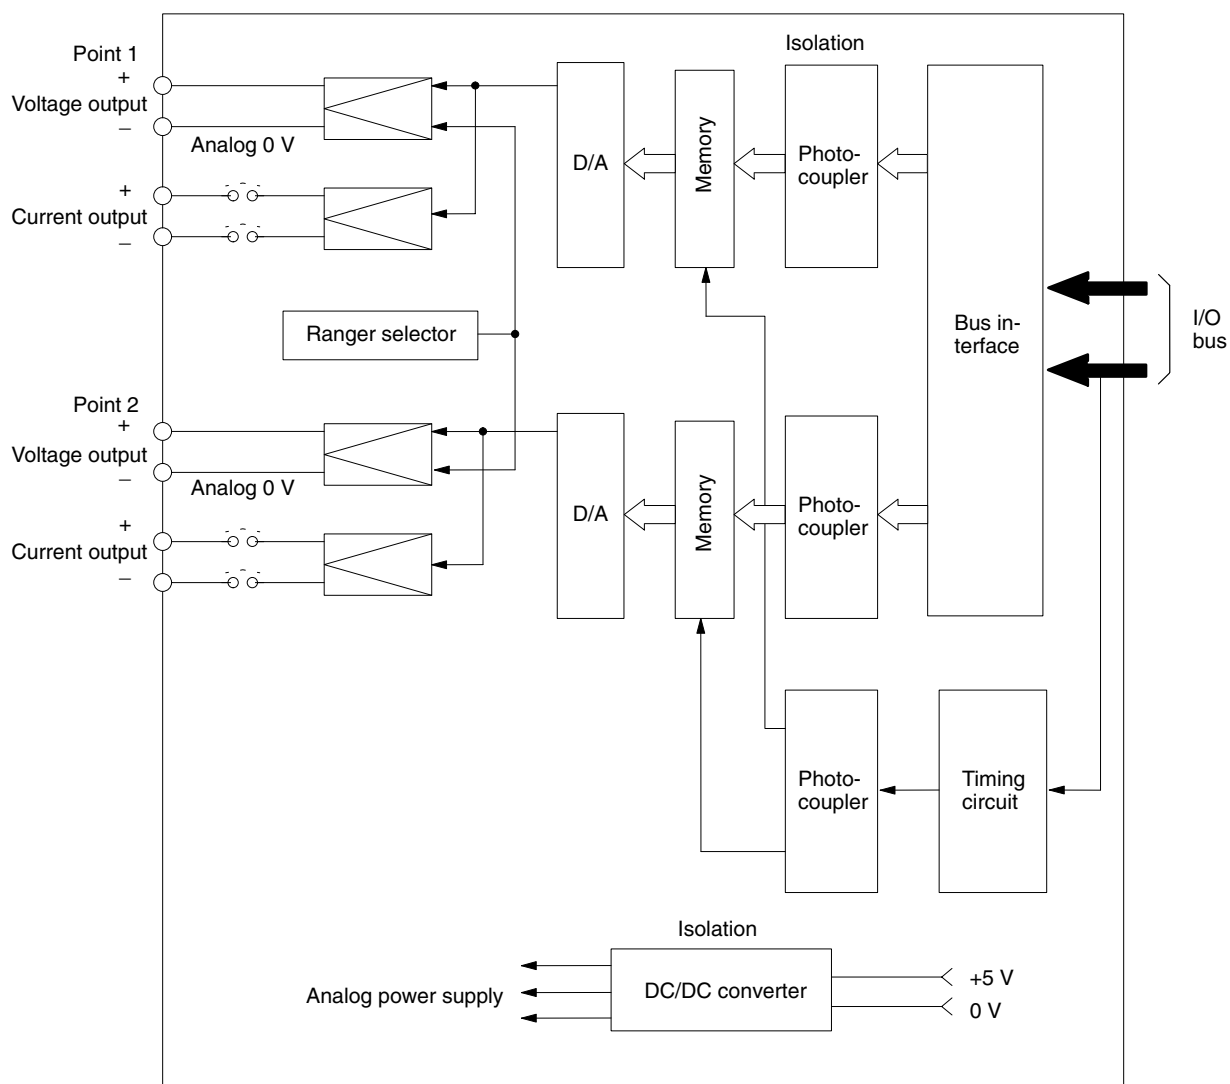 Isolation
Point 1
+
Voltage output
–
Analog 0 V
+
Current output
–
D/A
Memory
Photo-
coupler
Bus in-
terface
I/O
bus
Ranger selector
Point 2
+
Voltage output
–
Analog 0 V
+
Current output
–
D/A
Memory
Photo-
coupler
Photo-
coupler
Timing
circuit
Isolation
Analog power supply
DC/DC converter
+5 V
0 V